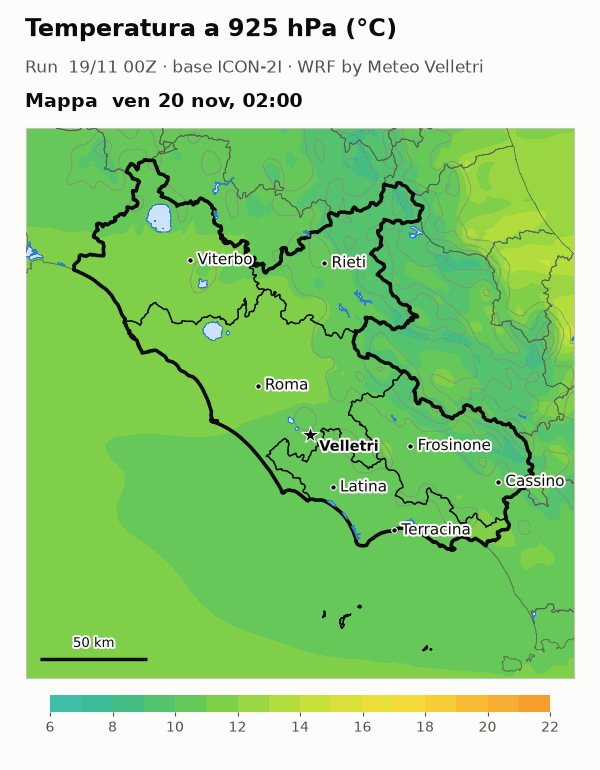 Temperatura a 925 hPa (°C)
Run  19/11 00Z · base ICON-2I · WRF by Meteo Velletri
Mappa  ven 20 nov, 02:00
Viterbo
Rieti
Roma
Velletri
Frosinone
Latina
Cassino
Terracina
50 km
6 8 10 12 14 16 18 20 22